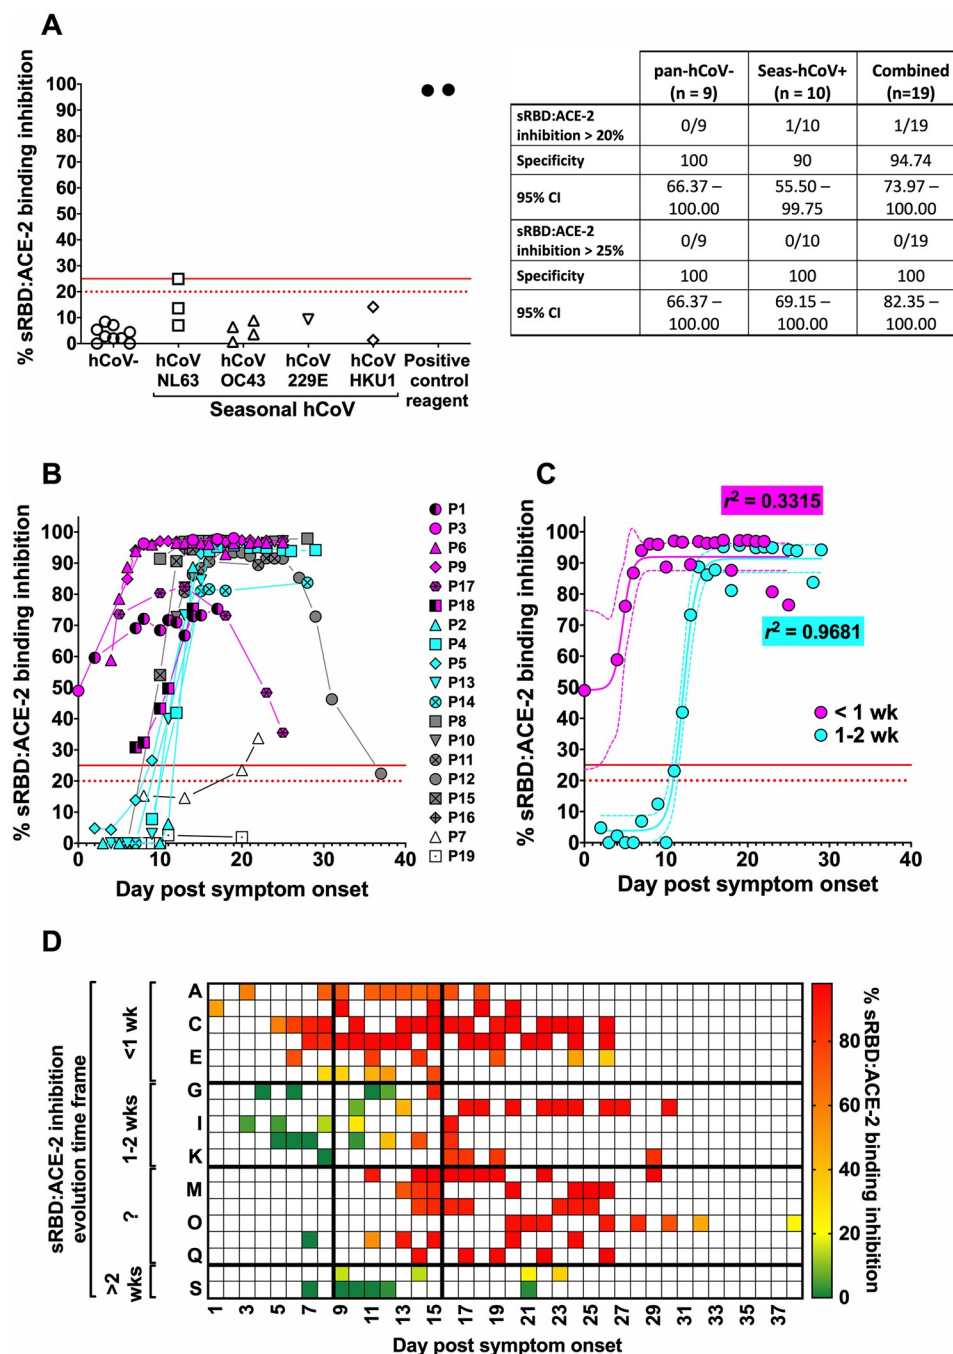 A
% sRBD:ACE-2 binding inhibition
100
90
80
70
60
50
40
30
20
10
0
hCoV-
hCoV
NL63
hCoV
OC43
hCoV
229E
hCoV
HKU1
Positive
control
reagent
Seasonal hCoV
pan-hCoV-
(n = 9)
Seas-hCoV+
(n = 10)
Combined
(n=19)
sRBD:ACE-2
inhibition > 20%
0/9
1/10
1/19
Specificity
100
90
94.74
95% CI
66.37 –
100.00
55.50 –
99.75
73.97 –
100.00
sRBD:ACE-2
inhibition > 25%
0/9
0/10
0/19
Specificity
100
100
100
95% CI
66.37 –
100.00
69.15 –
100.00
82.35 –
100.00
B
% sRBD:ACE-2 binding inhibition
100
90
80
70
60
50
40
30
20
10
0
0
10
20
30
40
Day post symptom onset
P1
P3
P6
P9
P17
P18
P2
P4
P5
P13
P14
P8
P10
P11
P12
P15
P16
P7
P19
C
% sRBD:ACE-2 binding inhibition
100
90
80
70
60
50
40
30
20
10
0
r² = 0.3315
r² = 0.9681
< 1 wk
1-2 wk
0
10
20
30
40
Day post symptom onset
D
sRBD:ACE-2 inhibition
evolution time frame
<1 wk
1-2 wks
?
>2
wks
A
C
E
G
I
K
M
O
Q
S
1
3
5
7
9
11
13
15
17
19
21
23
25
27
29
31
33
35
37
Day post symptom onset
80
60
40
20
0
% sRBD:ACE-2 binding inhibition